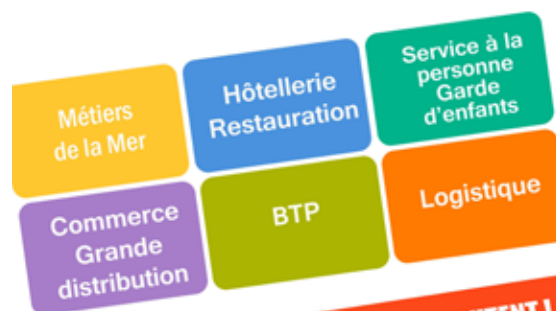 Métiers
de la Mer
Hôtellerie
Restauration
Service à la
personne
Garde
d'enfants
Commerce
Grande
distribution
BTP
Logistique